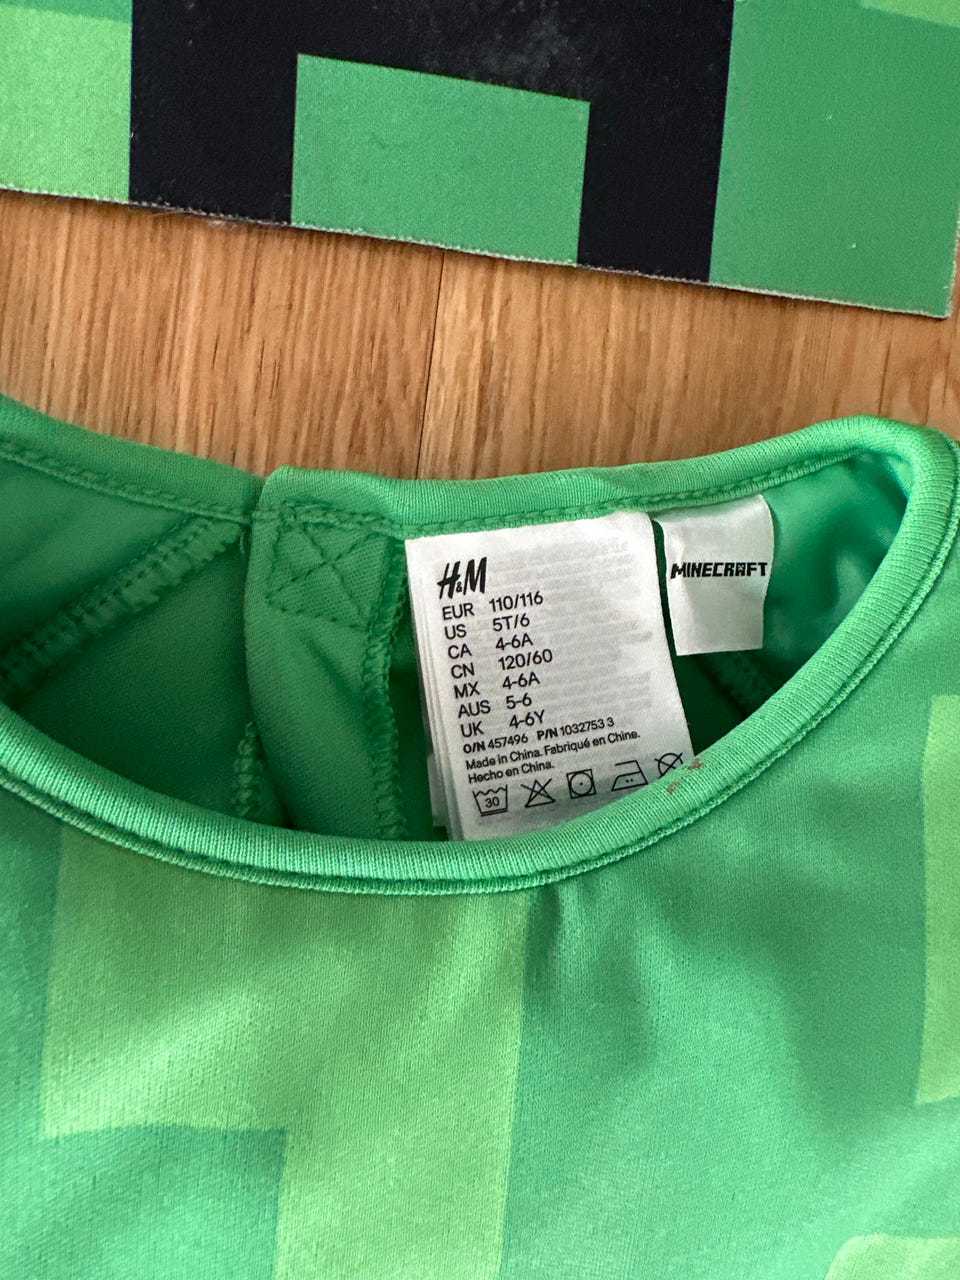 H&M
EUR 110/116
US 5T/6
CA 4-6A
CN 120/60
MX 4-6A
AUS 5-6
UK 4-6Y
O/N 457496 P/N 1032753 3
Made in China. Fabriqué en Chine.
Hecho en China.
30
MINECRAFT